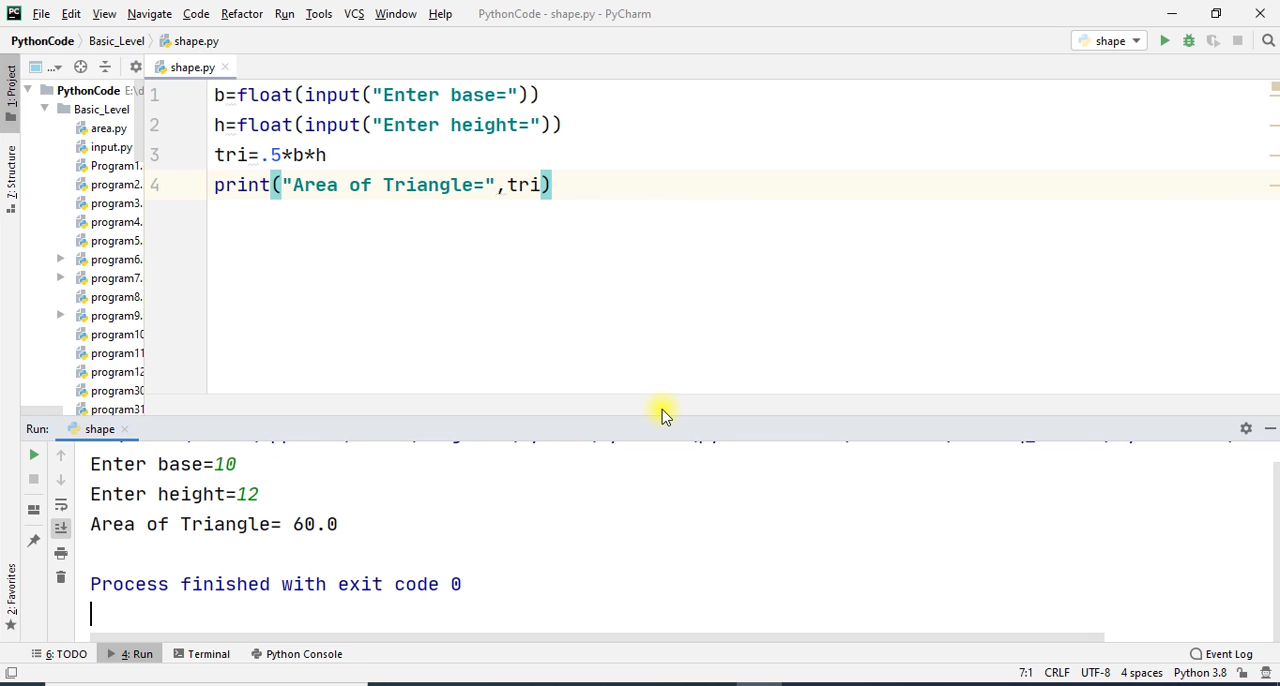 PC File Edit View Navigate Code Refactor Run Tools VCS Window Help PythonCode - shape.py - PyCharm
PythonCode Basic_Level shape.py shape
1: Project
Z: Structure
2: Favorites
... shape.py
PythonCode E:\d
Basic_Level
area.py
input.py
Program1.
program2.
program3.
program4.
program5.
program6.
program7.
program8.
program9.
program10
program11
program12
program30
program31
1 b=float(input("Enter base="))
2 h=float(input("Enter height="))
3 tri=.5*b*h
4 print("Area of Triangle=",tri)
Run: shape
Enter base=10
Enter height=12
Area of Triangle= 60.0
Process finished with exit code 0
6: TODO 4: Run Terminal Python Console Event Log
7:1 CRLF UTF-8 4 spaces Python 3.8